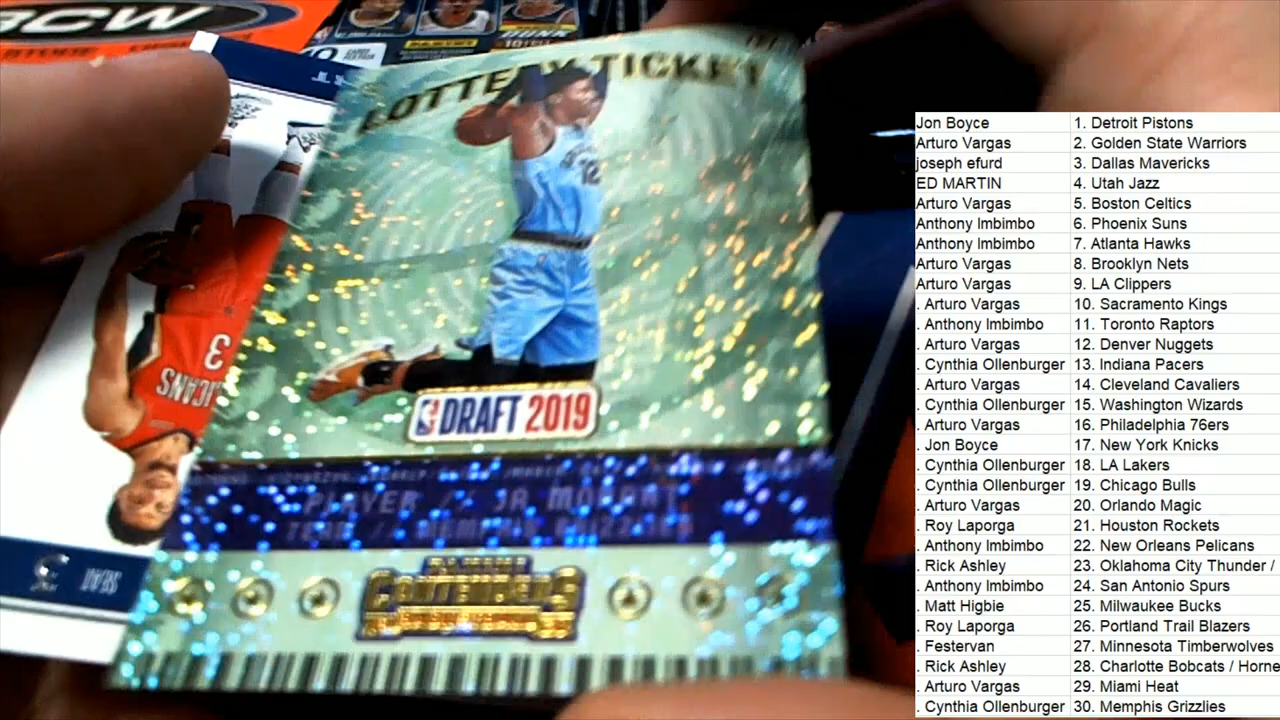 BCW
LOTTERY TICKET
12
DRAFT 2019
PLAYER // JA MORANT
TEAM // MEMPHIS GRIZZLIES
PANINI
CONTENDERS
3
Jon Boyce 1. Detroit Pistons
Arturo Vargas 2. Golden State Warriors
joseph efurd 3. Dallas Mavericks
ED MARTIN 4. Utah Jazz
Arturo Vargas 5. Boston Celtics
Anthony Imbimbo 6. Phoenix Suns
Anthony Imbimbo 7. Atlanta Hawks
Arturo Vargas 8. Brooklyn Nets
Arturo Vargas 9. LA Clippers
. Arturo Vargas 10. Sacramento Kings
. Anthony Imbimbo 11. Toronto Raptors
. Arturo Vargas 12. Denver Nuggets
. Cynthia Ollenburger 13. Indiana Pacers
. Arturo Vargas 14. Cleveland Cavaliers
. Cynthia Ollenburger 15. Washington Wizards
. Arturo Vargas 16. Philadelphia 76ers
. Jon Boyce 17. New York Knicks
. Cynthia Ollenburger 18. LA Lakers
. Cynthia Ollenburger 19. Chicago Bulls
. Arturo Vargas 20. Orlando Magic
. Roy Laporga 21. Houston Rockets
. Anthony Imbimbo 22. New Orleans Pelicans
. Rick Ashley 23. Oklahoma City Thunder /
. Anthony Imbimbo 24. San Antonio Spurs
. Matt Higbie 25. Milwaukee Bucks
. Roy Laporga 26. Portland Trail Blazers
. Festervan 27. Minnesota Timberwolves
. Rick Ashley 28. Charlotte Bobcats / Horne
. Arturo Vargas 29. Miami Heat
. Cynthia Ollenburger 30. Memphis Grizzlies